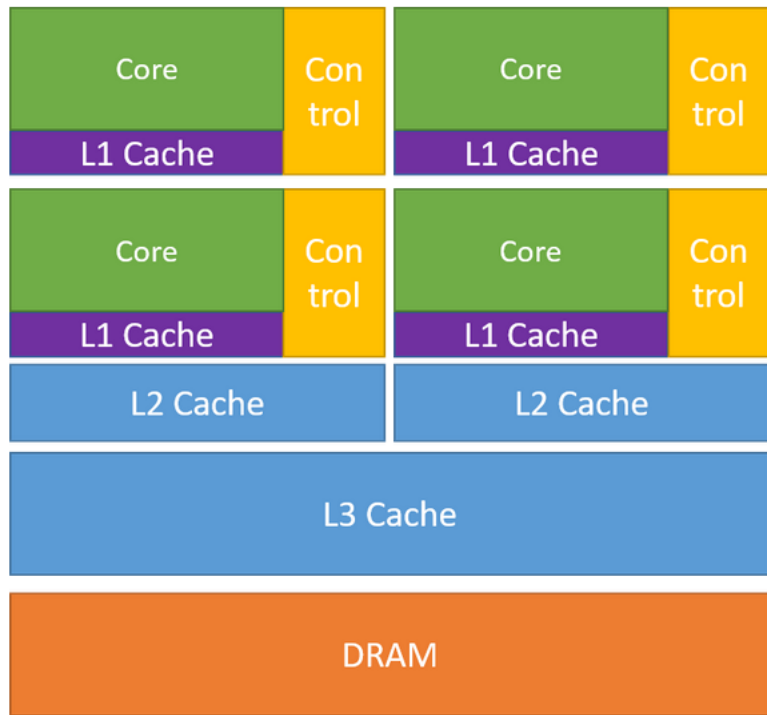 Core
Con
trol
L1 Cache
Core
Con
trol
L1 Cache
Core
Con
trol
L1 Cache
Core
Con
trol
L1 Cache
L2 Cache
L2 Cache
L3 Cache
DRAM